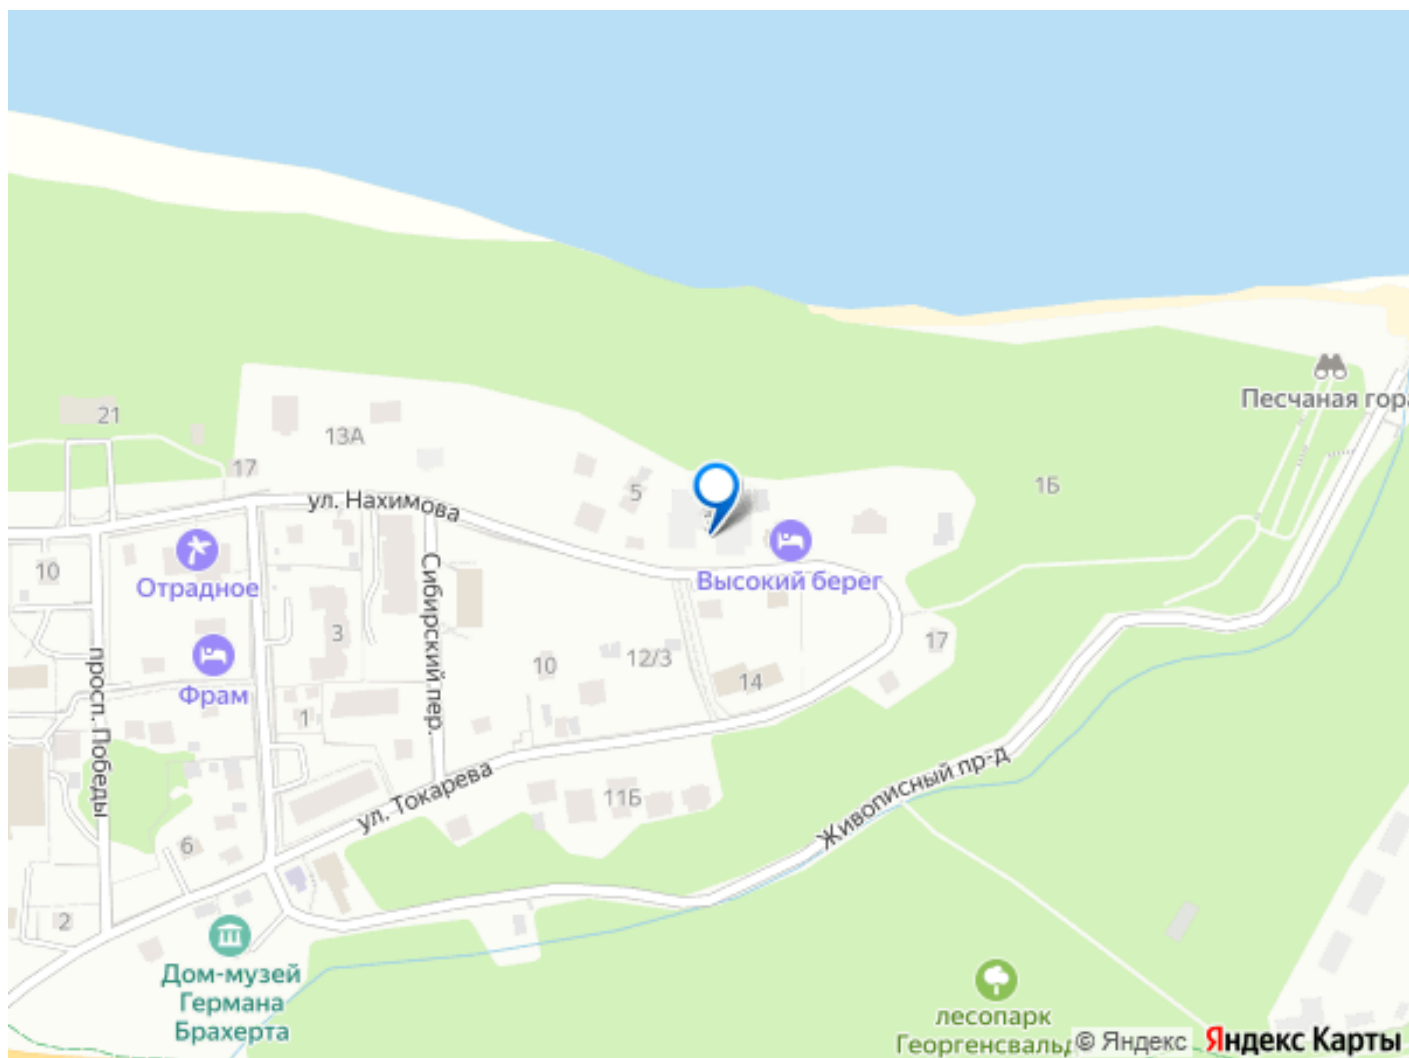 Песчаная гора
21
13А
17
ул. Нахимова
5
1Б
10
Отрадное
Сибирский пер.
Высокий берег
3
12/3
10
14
17
Фрам
1
просп. Победы
ул. Токарева
11Б
Живописный пр-д
6
2
Дом-музей
Германа
Брахерта
лесопарк
Георгенсвальд
© Яндекс Яндекс Карты